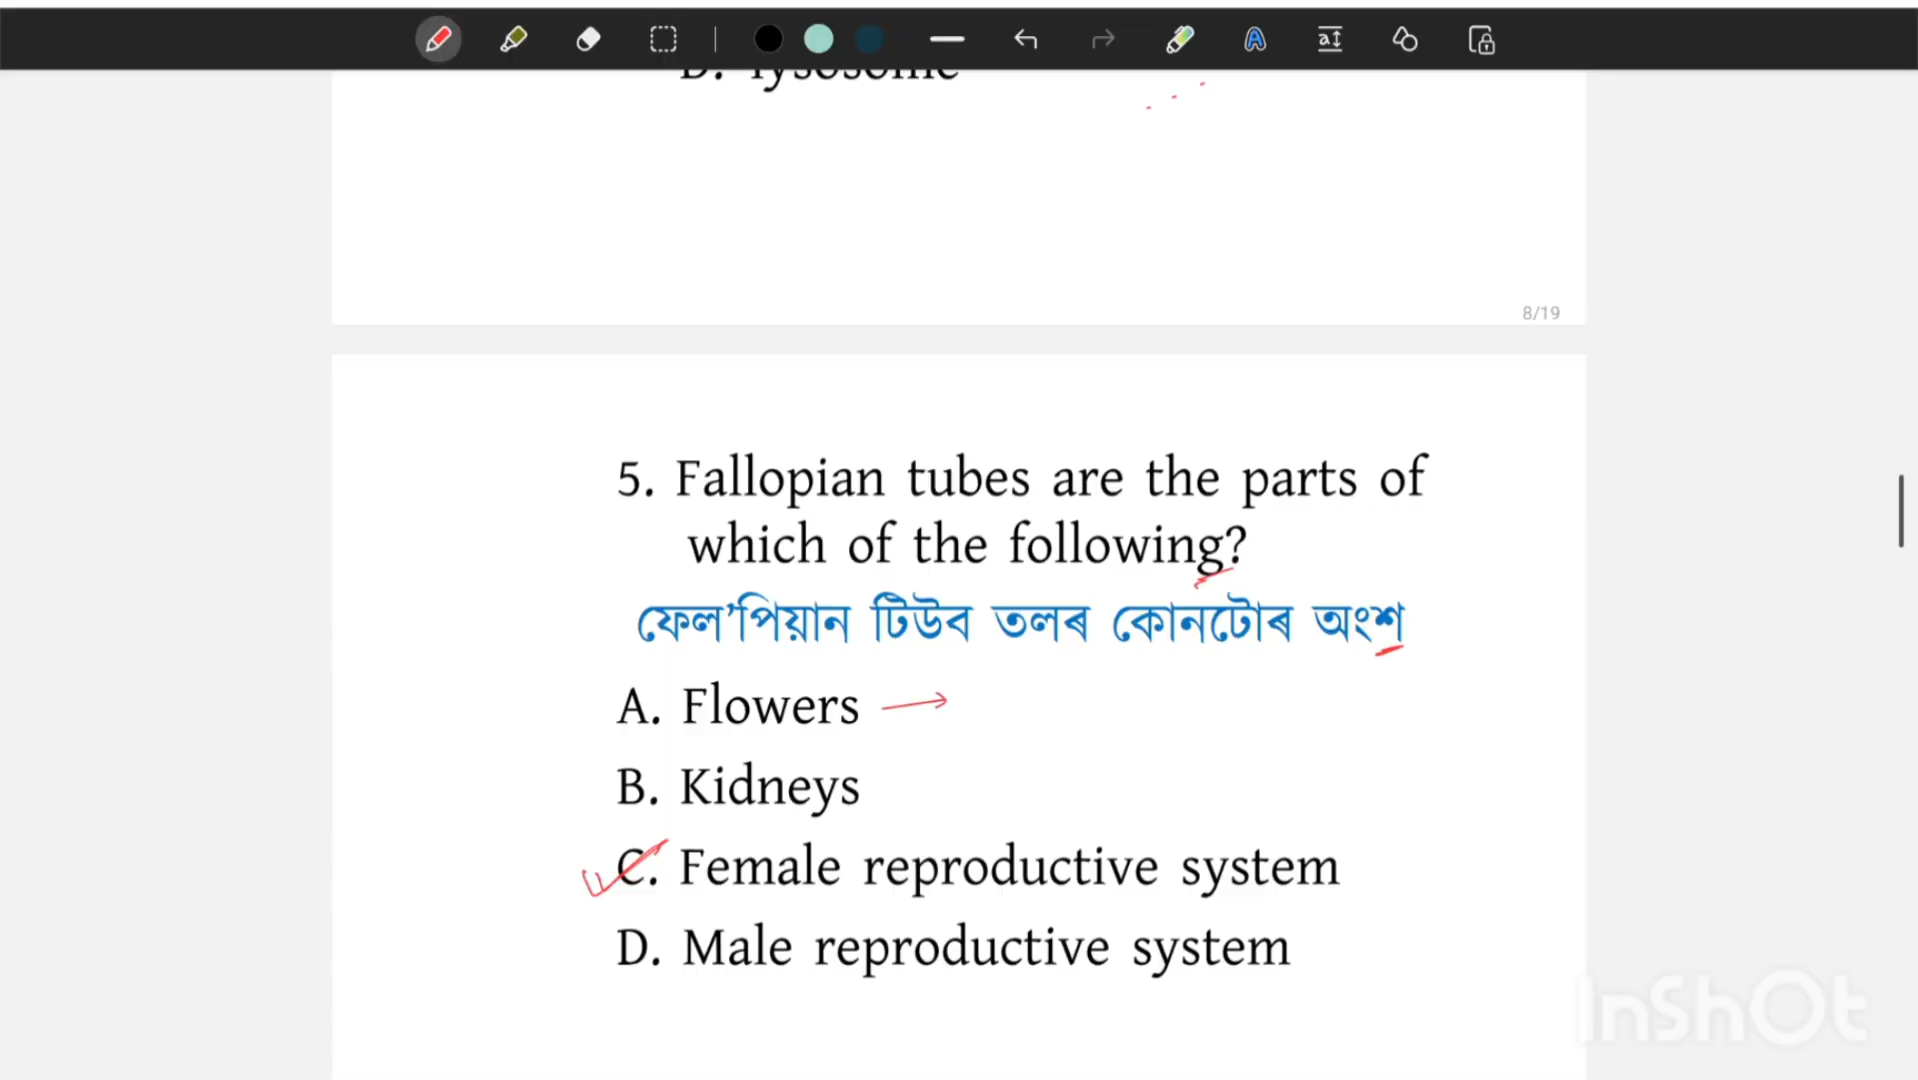 D. lysosome
8/19
5. Fallopian tubes are the parts of
which of the following?
ফেল’পিয়ান টিউব তলৰ কোনটোৰ অংশ
A. Flowers
B. Kidneys
C. Female reproductive system
D. Male reproductive system
InShOt